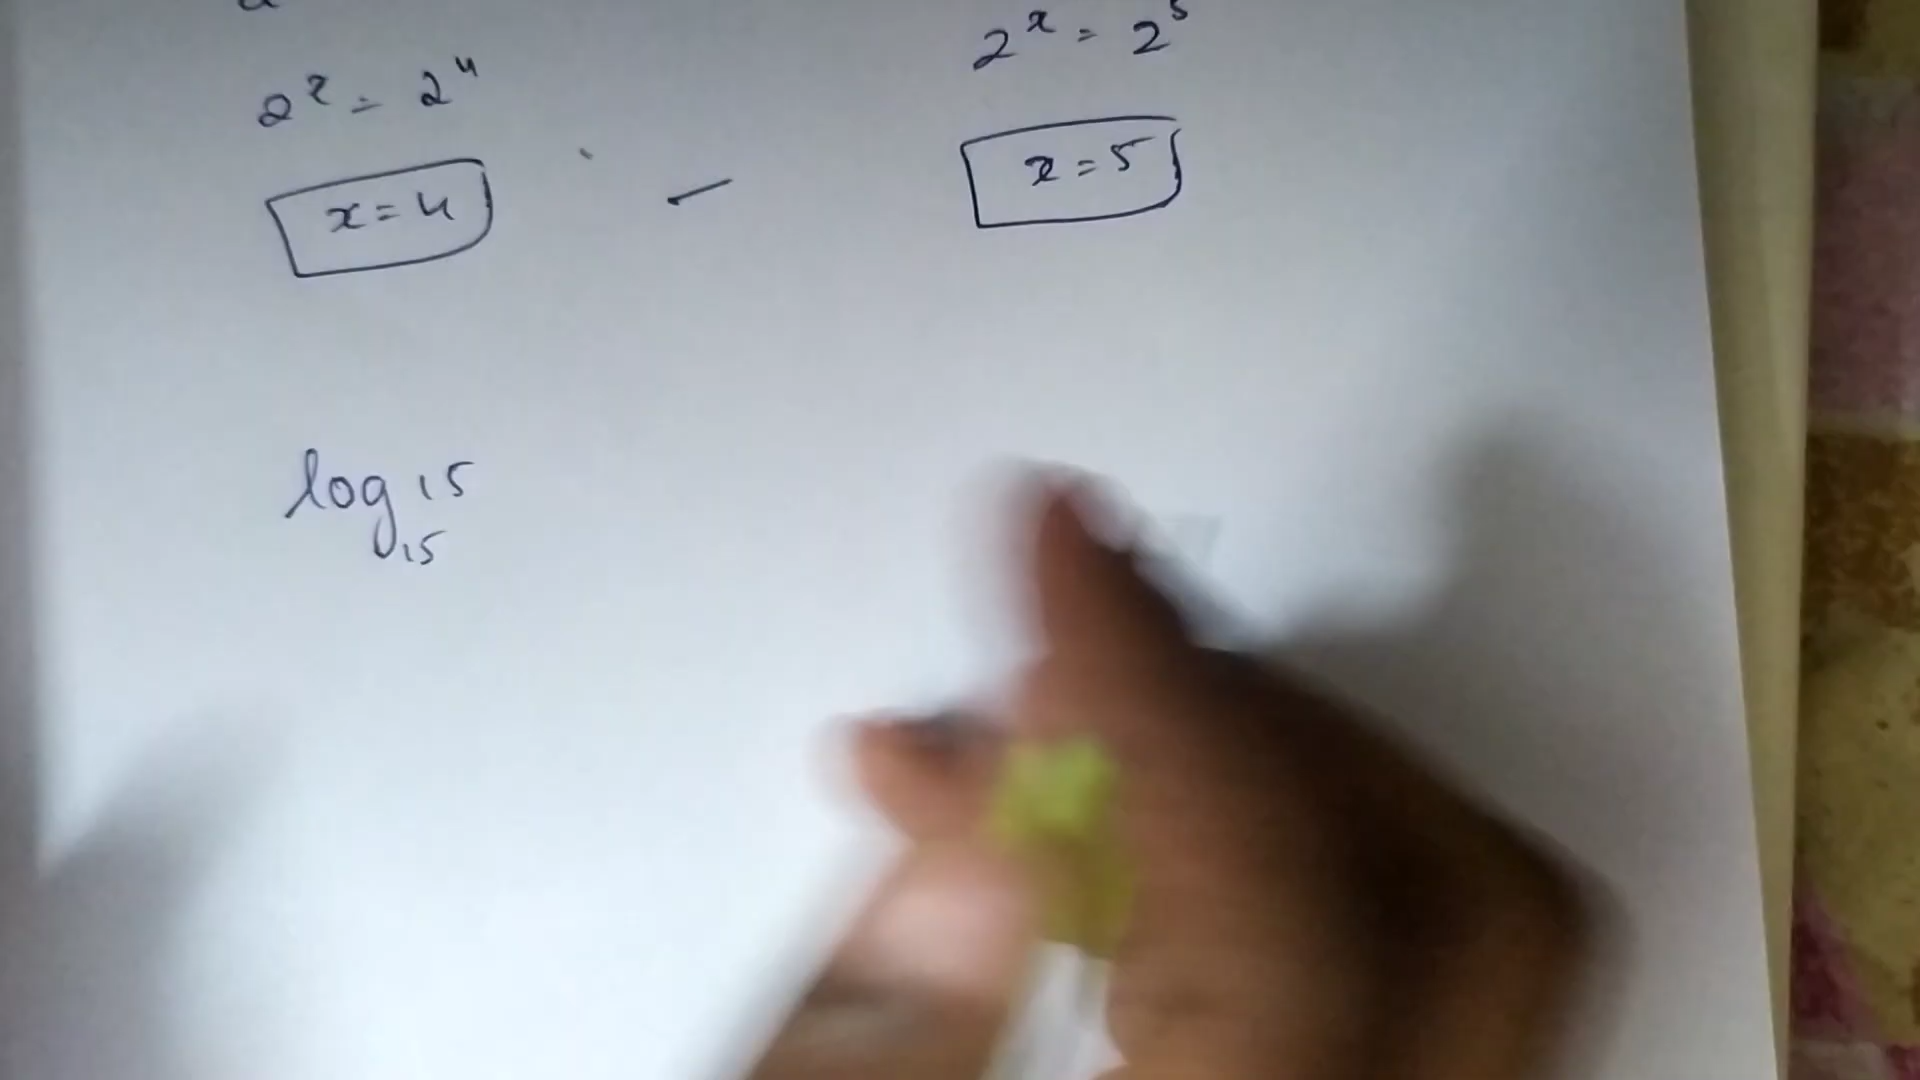 2^x = 2^4
x = 4
2^x = 2^5
x = 5
log₁₅ 15